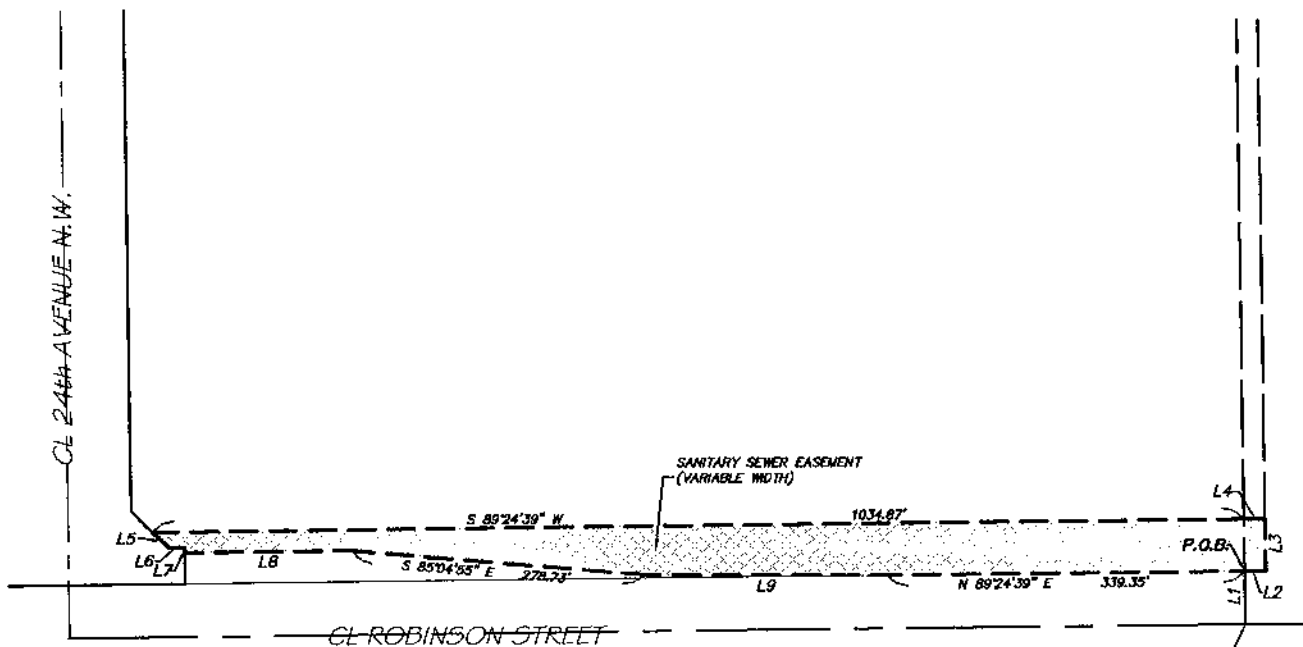 CL 24th AVENUE N.W.
SANITARY SEWER EASEMENT
(VARIABLE WIDTH)
L4
S 89°24'39" W
1034.87'
L5
L3
P.O.B.
L6
L7
L8
S 85°04'55" E
278.23'
L9
N 89°24'39" E
339.35'
L1
L2
CL ROBINSON STREET